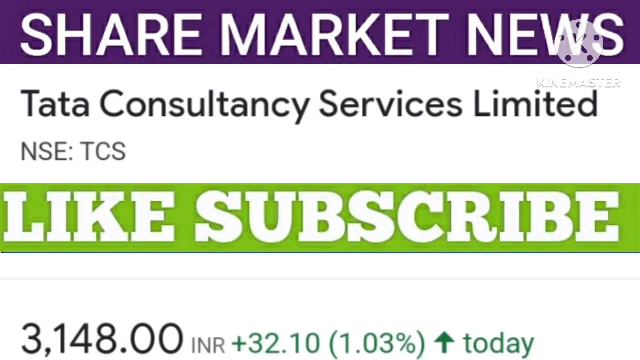 SHARE MARKET NEWS
KINEMASTER
Tata Consultancy Services Limited
NSE: TCS
LIKE SUBSCRIBE
3,148.00 INR +32.10 (1.03%) ↑ today